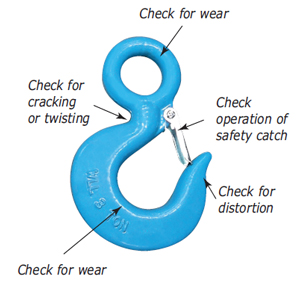 Check for wear
Check for
cracking
or twisting
Check
operation of
safety catch
Check for
distortion
Check for wear